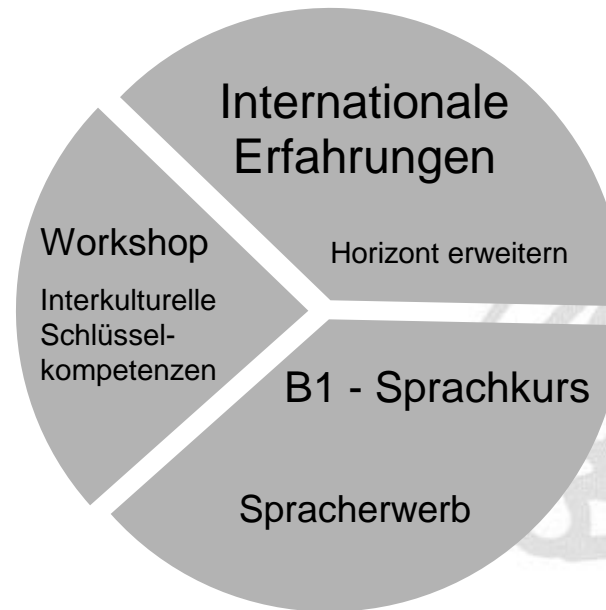 Internationale
Erfahrungen
Horizont erweitern
Workshop
Interkulturelle
Schlüssel-
kompetenzen
B1 - Sprachkurs
Spracherwerb